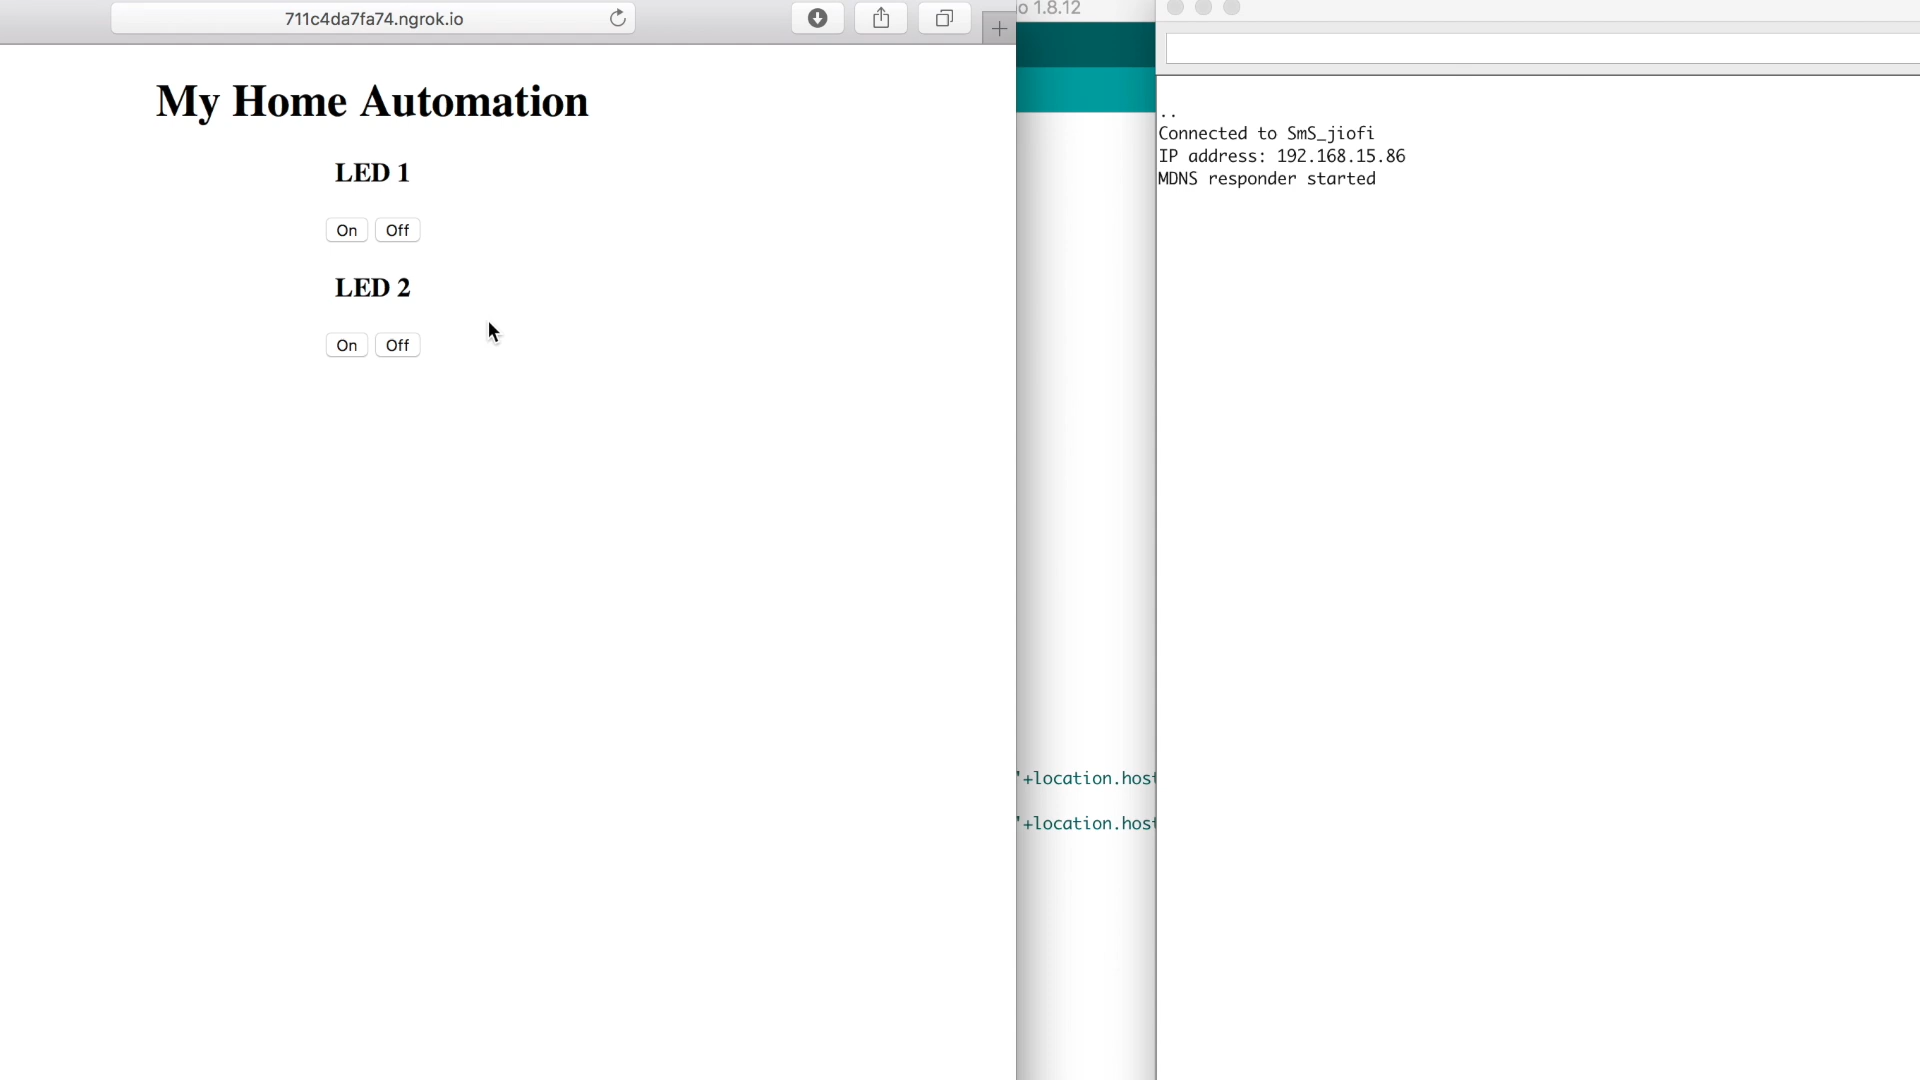 711c4da7fa74.ngrok.io
o 1.8.12
My Home Automation
LED 1
On Off
LED 2
On Off
'+location.host
'+location.host
..
Connected to SmS_jiofi
IP address: 192.168.15.86
MDNS responder started